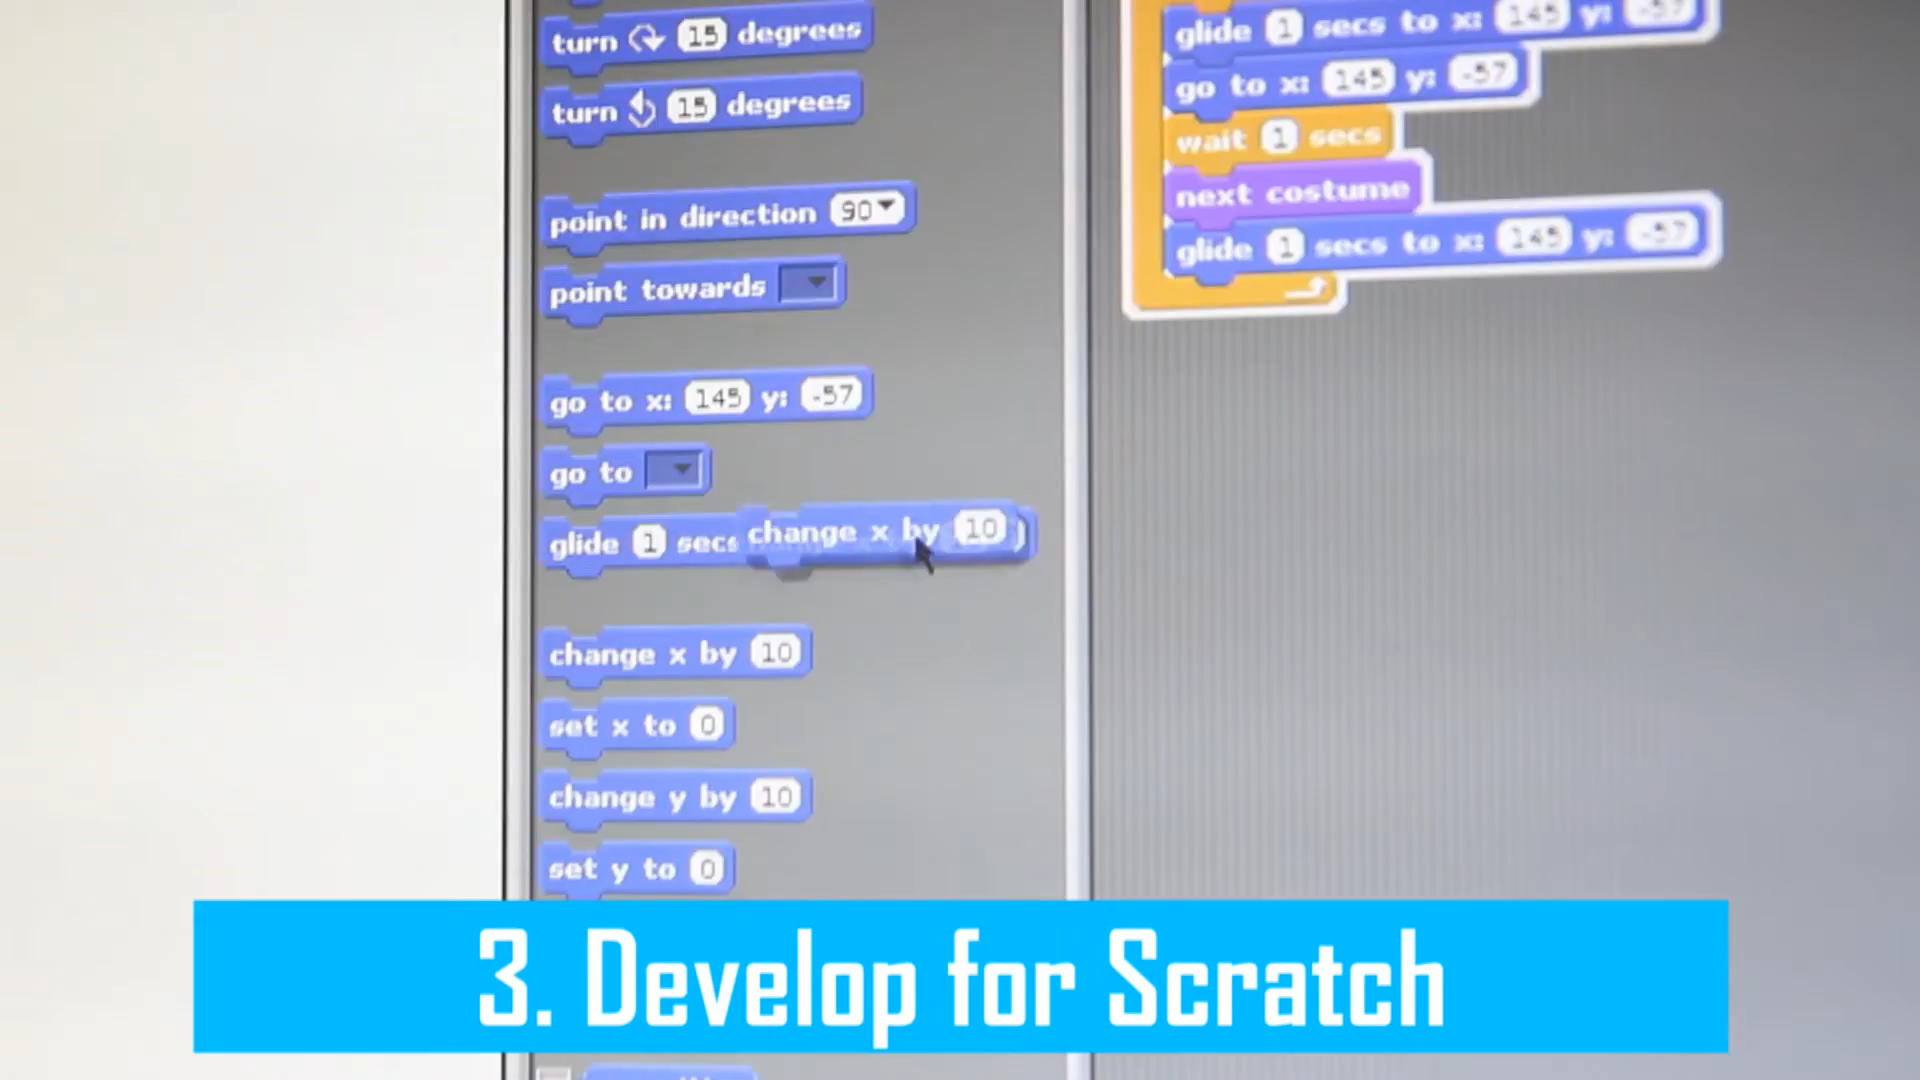 turn 15 degrees
turn 15 degrees
point in direction 90
point towards
go to x: 145 y: -57
go to
glide 1 secs
change x by 10
change x by 10
set x to 0
change y by 10
set y to 0
glide 1 secs to x: 145 y: -57
go to x: 145 y: -57
wait 1 secs
next costume
glide 1 secs to x: 145 y: -57
3. Develop for Scratch